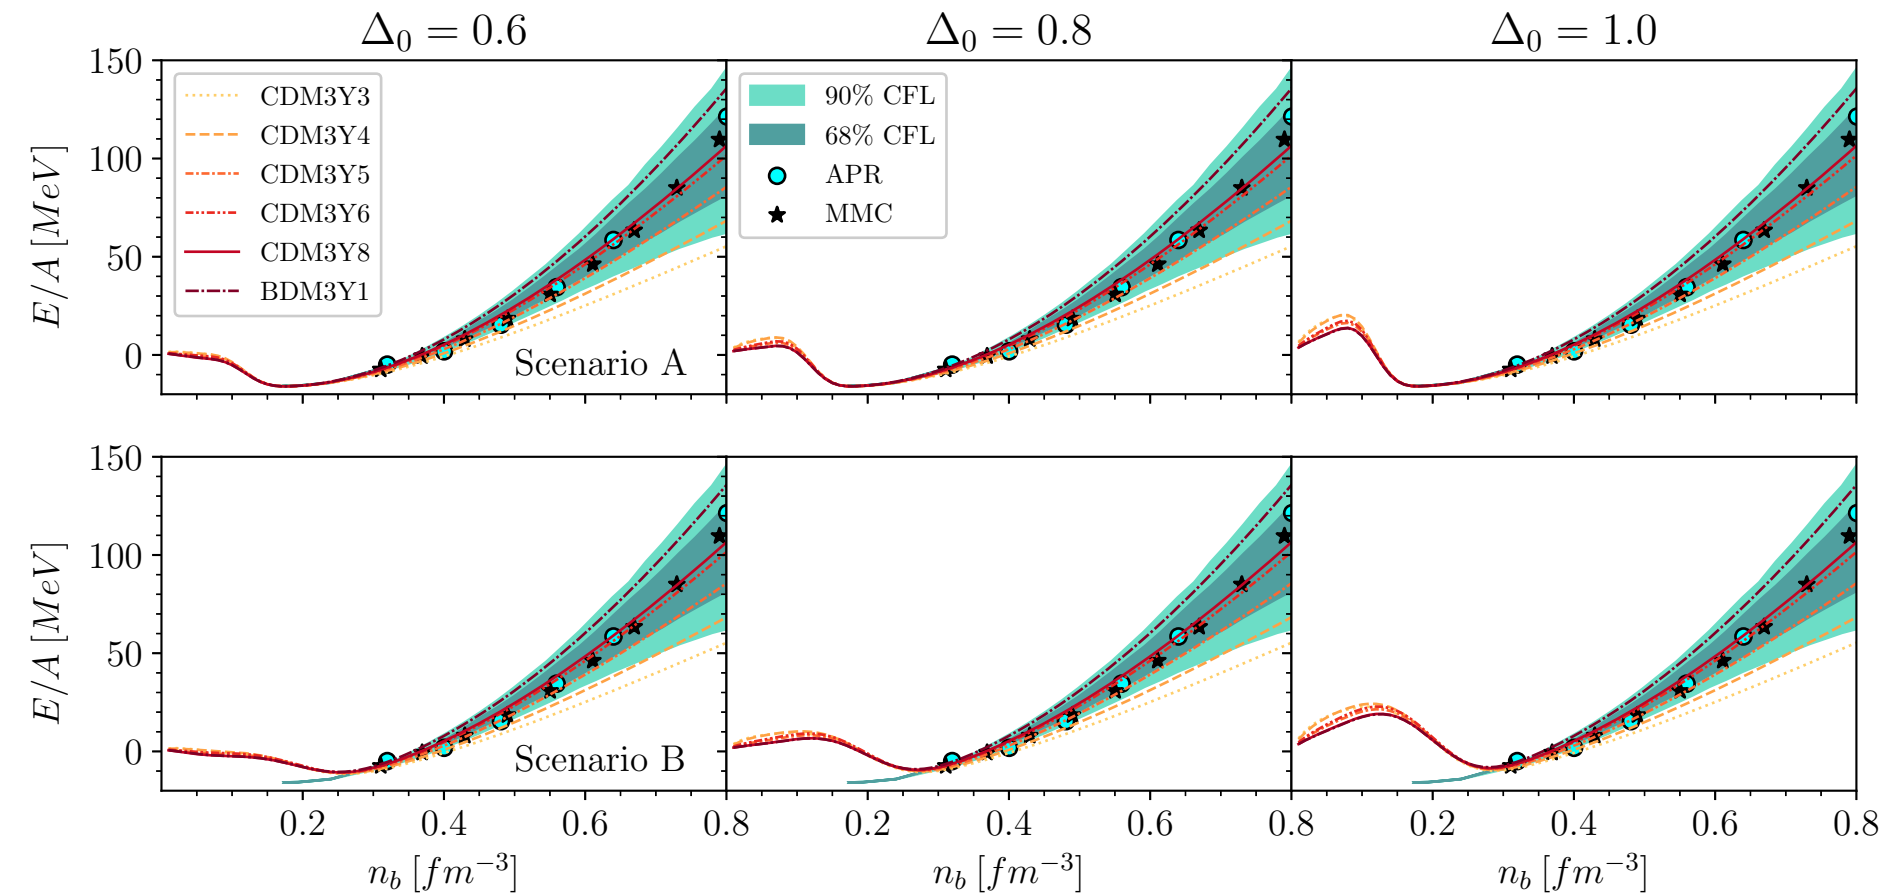 Δ₀ = 0.6
Δ₀ = 0.8
Δ₀ = 1.0
150
100
50
0
E/A [MeV]
CDM3Y3
CDM3Y4
CDM3Y5
CDM3Y6
CDM3Y8
BDM3Y1
Scenario A
90% CFL
68% CFL
APR
MMC
150
100
50
0
E/A [MeV]
Scenario B
0.2 0.4 0.6 0.8 0.2 0.4 0.6 0.8 0.2 0.4 0.6 0.8
n_b [fm⁻³]
n_b [fm⁻³]
n_b [fm⁻³]